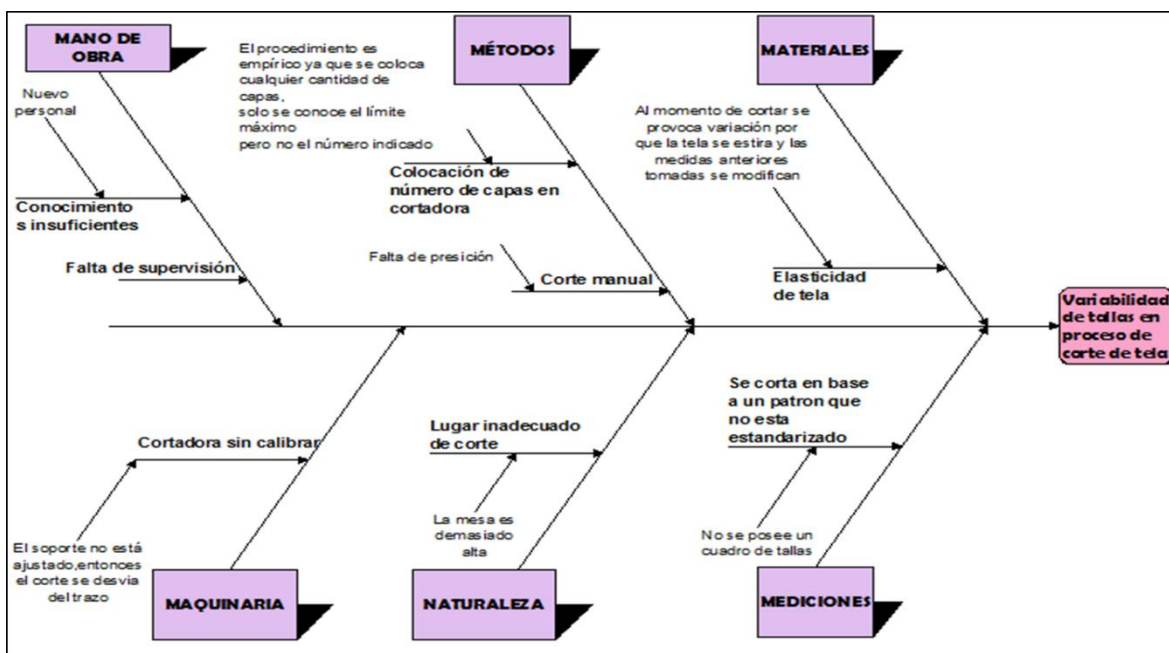 MANO DE
OBRA
Nuevo
personal
Conocimiento
s insuficientes
Falta de supervisión
El procedimiento es
empírico ya que se coloca
cualquier cantidad de
capas,
solo se conoce el límite
máximo
pero no el número indicado
MÉTODOS
Colocación de
número de capas en
cortadora
Falta de presición
Corte manual
MATERIALES
Al momento de cortar se
provoca variación por
que la tela se estira y las
medidas anteriores
tomadas se modifican
Elasticidad
de tela
Variabilidad
de tallas en
proceso de
corte de tela
Cortadora sin calibrar
El soporte no está
ajustado,entonces
el corte se desvia
del trazo
MAQUINARIA
Lugar inadecuado
de corte
La mesa es
demasiado
alta
NATURALEZA
Se corta en base
a un patron que
no esta
estandarizado
No se posee un
cuadro de tallas
MEDICIONES